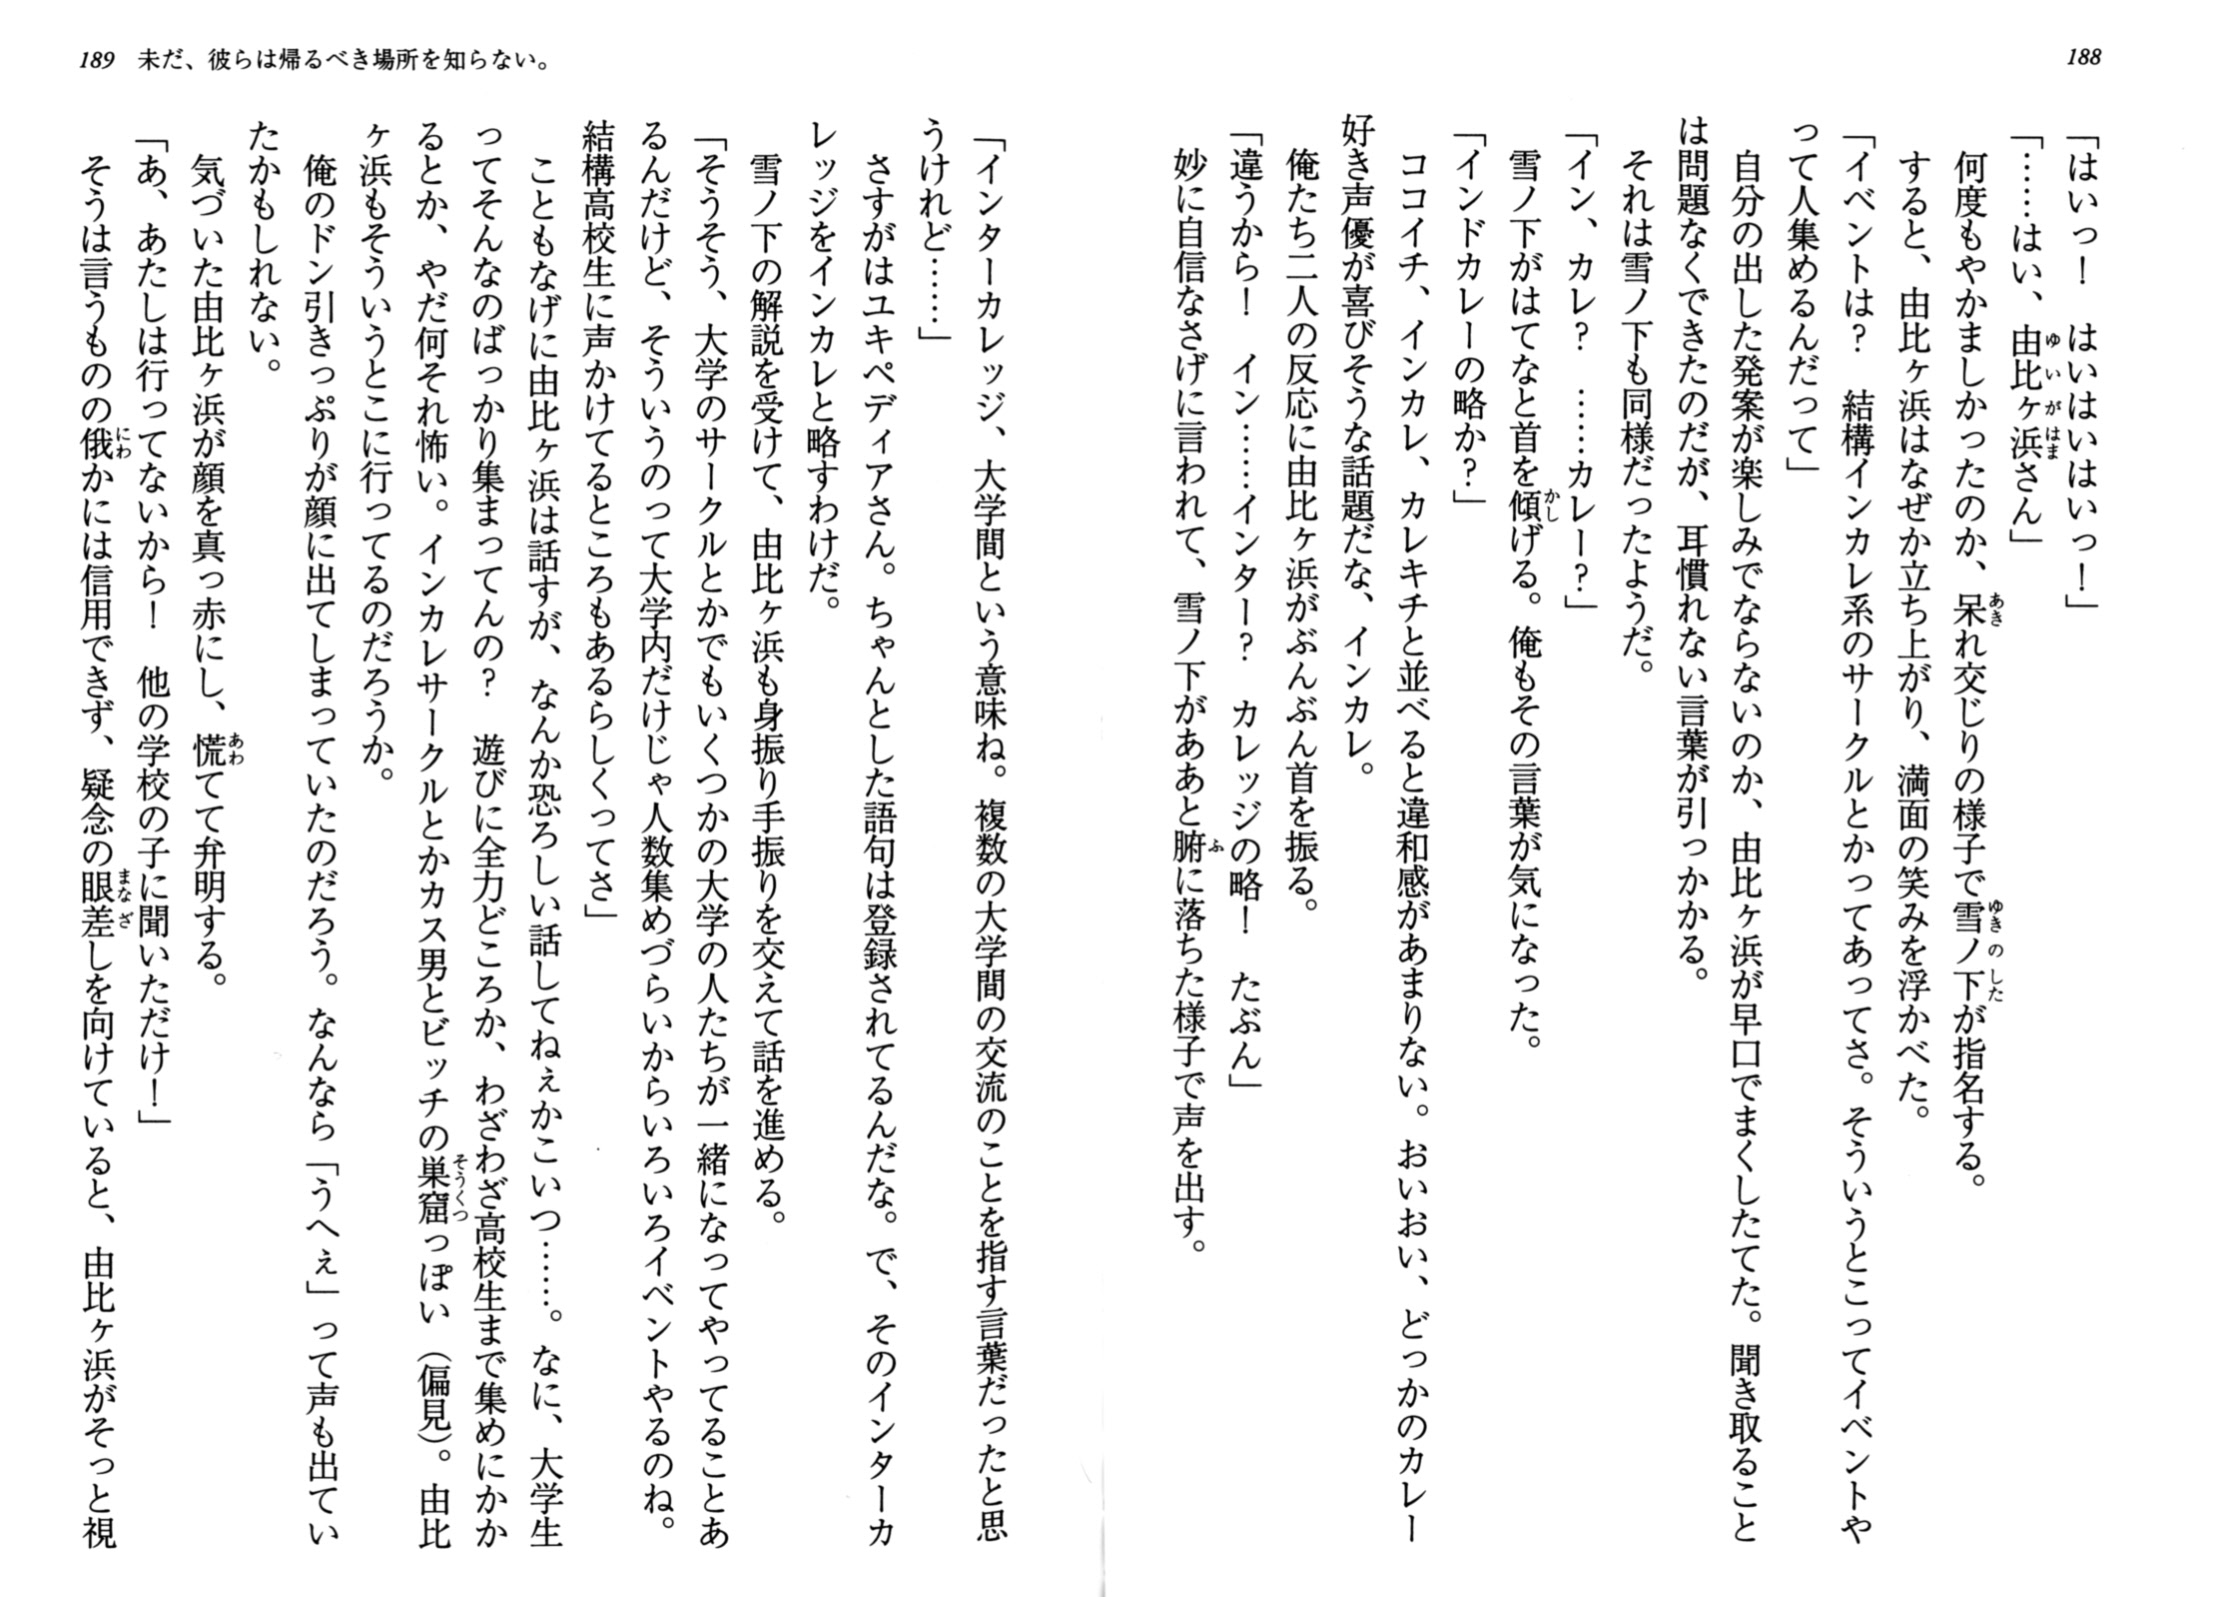 188
「はいっ！　はいはいはいっ！」
「……はい、由比ヶ浜さん」
　何度もやかましかったのか、呆れ交じりの様子で雪ノ下が指名する。
　すると、由比ヶ浜はなぜか立ち上がり、満面の笑みを浮かべた。
「イベントは？　結構インカレ系のサークルとかってあってさ。そういうとこってイベントや
って人集めるんだって」
　自分の出した発案が楽しみでならないのか、由比ヶ浜が早口でまくしたてた。聞き取ること
は問題なくできたのだが、耳慣れない言葉が引っかかる。
　それは雪ノ下も同様だったようだ。
「イン、カレ？　……カレー？」
　雪ノ下がはてなと首を傾げる。俺もその言葉が気になった。
「インドカレーの略か？」
　ココイチ、インカレ、カレキチと並べると違和感があまりない。おいおい、どっかのカレー
好き声優が喜びそうな話題だな、インカレ。
　俺たち二人の反応に由比ヶ浜がぶんぶん首を振る。
「違うから！　イン……インター？　カレッジの略！　たぶん」
　妙に自信なさげに言われて、雪ノ下がああと腑に落ちた様子で声を出す。
189　未だ、彼らは帰るべき場所を知らない。
「インターカレッジ、大学間という意味ね。複数の大学間の交流のことを指す言葉だったと思
うけれど……」
　さすがはユキペディアさん。ちゃんとした語句は登録されてるんだな。で、そのインターカ
レッジをインカレと略すわけだ。
　雪ノ下の解説を受けて、由比ヶ浜も身振り手振りを交えて話を進める。
「そうそう、大学のサークルとかでもいくつかの大学の人たちが一緒になってやってることあ
るんだけど、そういうのって大学内だけじゃ人数集めづらいからいろいろイベントやるのね。
結構高校生に声かけてるところもあるらしくってさ」
　こともなげに由比ヶ浜は話すが、なんか恐ろしい話してねぇかこいつ……。なに、大学生
ってそんなのばっかり集まってんの？　遊びに全力どころか、わざわざ高校生まで集めにかか
るとか、やだ何それ怖い。インカレサークルとかカス男とビッチの巣窟っぽい（偏見）。由比
ヶ浜もそういうとこに行ってるのだろうか。
　俺のドン引きっぷりが顔に出てしまっていたのだろう。なんなら「うへぇ」って声も出てい
たかもしれない。
　気づいた由比ヶ浜が顔を真っ赤にし、慌てて弁明する。
「あ、あたしは行ってないから！　他の学校の子に聞いただけ！」
　そうは言うものの俄かには信用できず、疑念の眼差しを向けていると、由比ヶ浜がそっと視